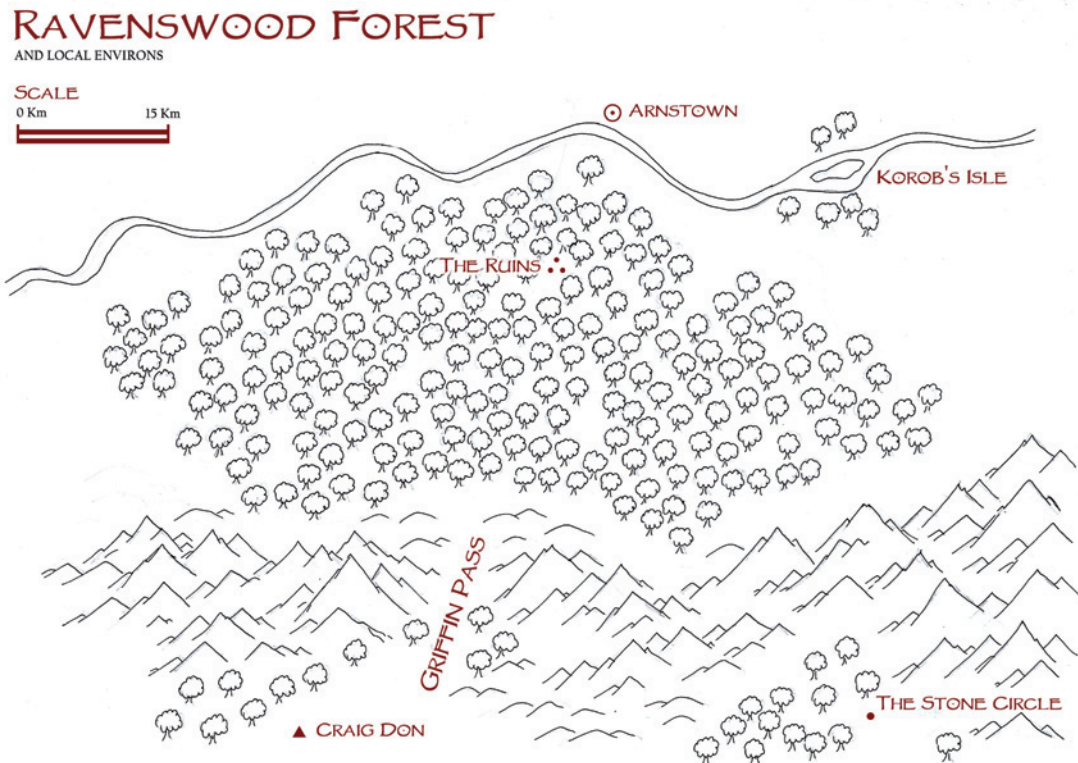 RAVENSWOOD FOREST
AND LOCAL ENVIRONS
SCALE
0 Km 15 Km
ARNSTOWN
KOROB'S ISLE
THE RUINS
GRIFFIN PASS
THE STONE CIRCLE
CRAIG DON